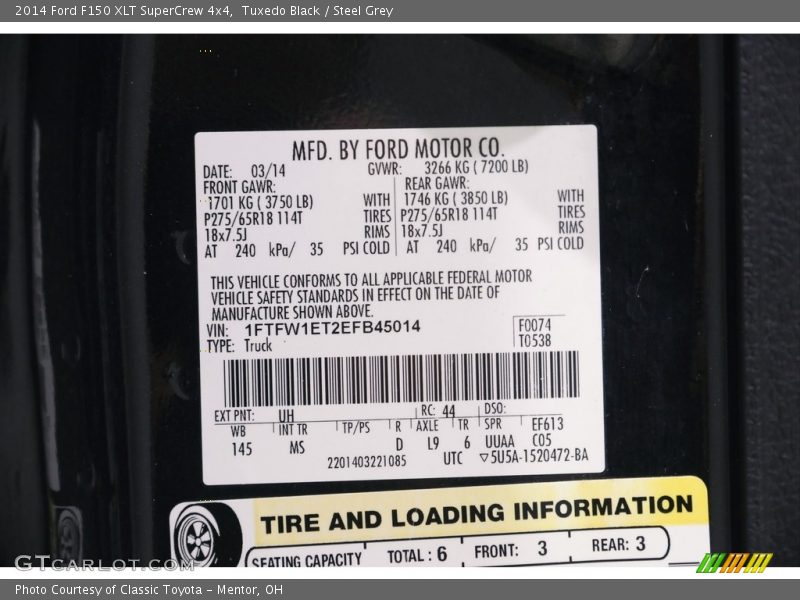 2014 Ford F150 XLT SuperCrew 4x4, Tuxedo Black / Steel Grey
MFD. BY FORD MOTOR CO.
DATE: 03/14 GVWR: 3266 KG ( 7200 LB)
FRONT GAWR: REAR GAWR:
1701 KG ( 3750 LB) WITH 1746 KG ( 3850 LB) WITH
P275/65R18 114T TIRES P275/65R18 114T TIRES
18x7.5J RIMS 18x7.5J RIMS
AT 240 kPa/ 35 PSI COLD AT 240 kPa/ 35 PSI COLD
THIS VEHICLE CONFORMS TO ALL APPLICABLE FEDERAL MOTOR
VEHICLE SAFETY STANDARDS IN EFFECT ON THE DATE OF
MANUFACTURE SHOWN ABOVE.
VIN: 1FTFW1ET2EFB45014 F0074
TYPE: Truck T0538
EXT PNT: UH RC: 44 DSO:
WB INT TR TP/PS R AXLE TR SPR EF613
145 MS D L9 6 UUAA C05
2201403221085 UTC ▽5U5A-1520472-BA
TIRE AND LOADING INFORMATION
SEATING CAPACITY TOTAL : 6 FRONT: 3 REAR: 3
GTCARLOT.COM
Photo Courtesy of Classic Toyota - Mentor, OH